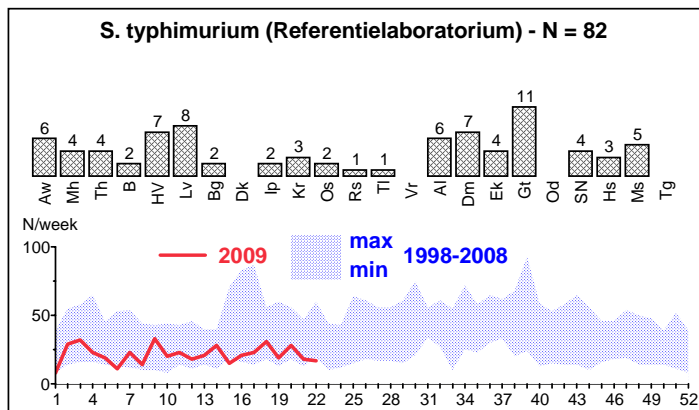 S. typhimurium (Referentielaboratorium) - N = 82
6 4 4 2 7 8 2 2 3 2 1 1 6 7 4 11 4 3 5
Aw Mh Th B HV Lv Bg Dk Ip Kr Os Rs Tl Vr Al Dm Ek Gt Od SN Hs Ms Tg
N/week
100
50
0
2009
max
min
1998-2008
1 4 7 10 13 16 19 22 25 28 31 34 37 40 43 46 49 52